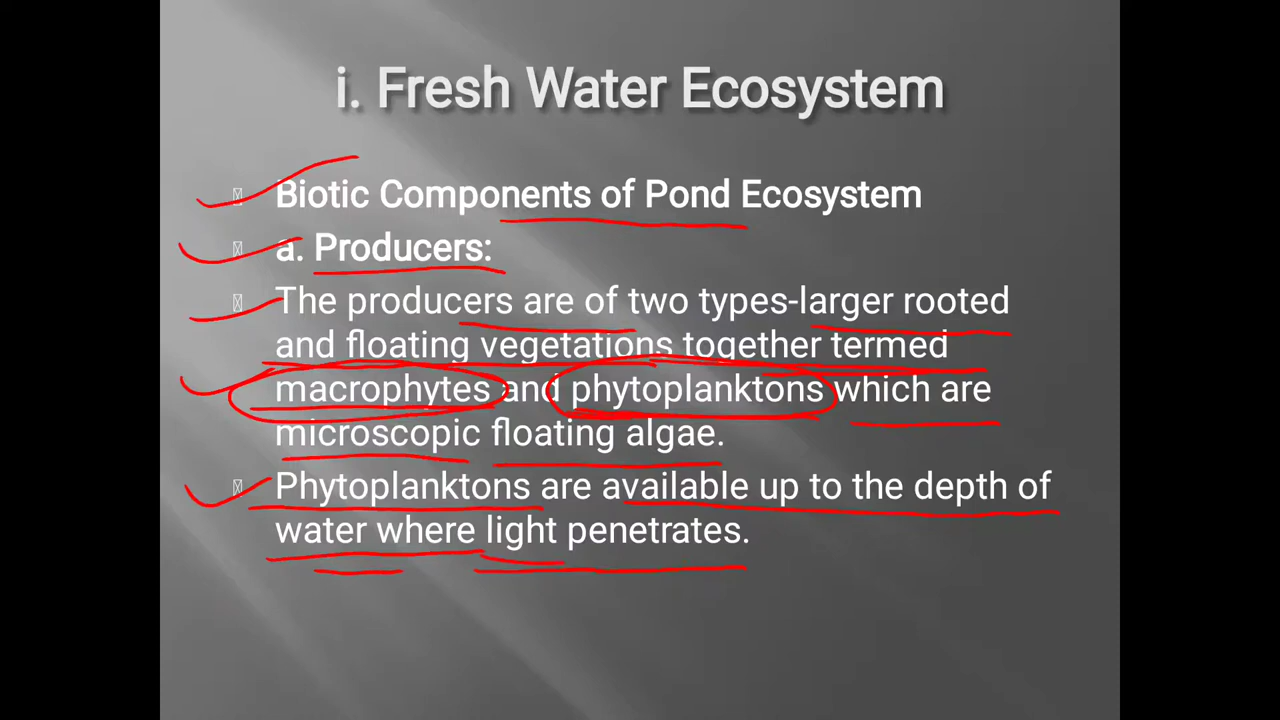 i. Fresh Water Ecosystem
Biotic Components of Pond Ecosystem
a. Producers:
The producers are of two types-larger rooted
and floating vegetations together termed
macrophytes and phytoplanktons which are
microscopic floating algae.
Phytoplanktons are available up to the depth of
water where light penetrates.